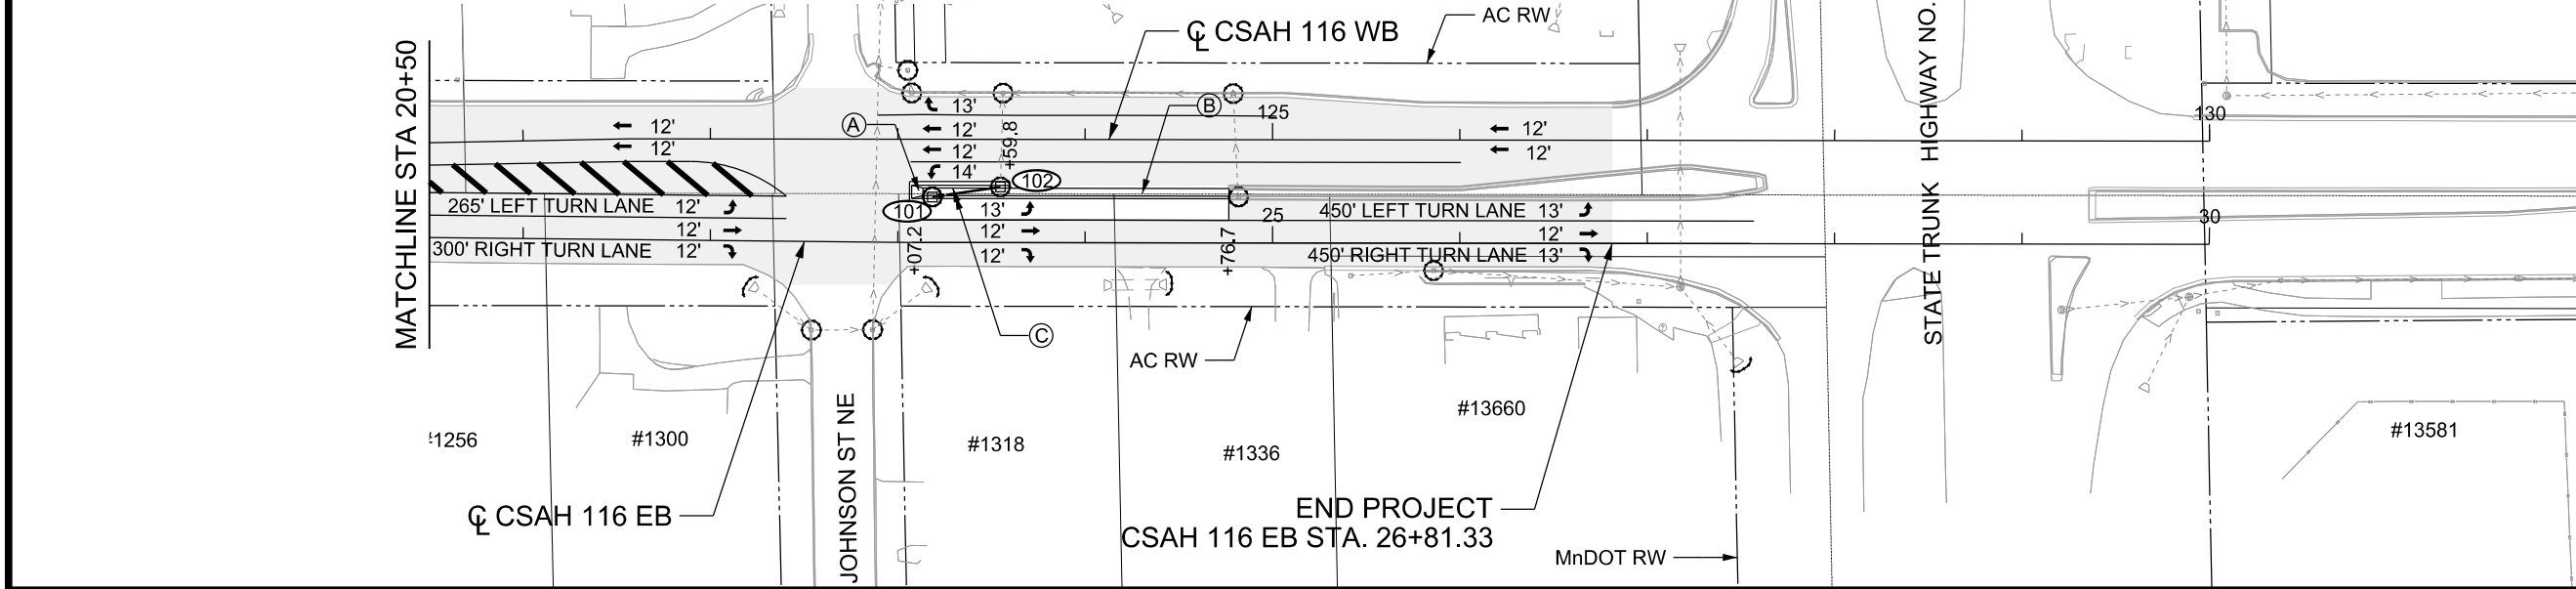 AC RW
℄ CSAH 116 WB
MATCHLINE STA 20+50
STATE TRUNK HIGHWAY NO.
13'
B
125
130
A
12'
12'
12'
12'
+59.8
12'
12'
14'
102
265' LEFT TURN LANE 12'
101
13'
25
450' LEFT TURN LANE 13'
30
12'
12'
12'
300' RIGHT TURN LANE 12'
+07.2
12'
+76.7
450' RIGHT TURN LANE 13'
C
AC RW
#1256
#1300
#1318
#1336
#13660
#13581
JOHNSON ST NE
℄ CSAH 116 EB
END PROJECT
CSAH 116 EB STA. 26+81.33
MnDOT RW